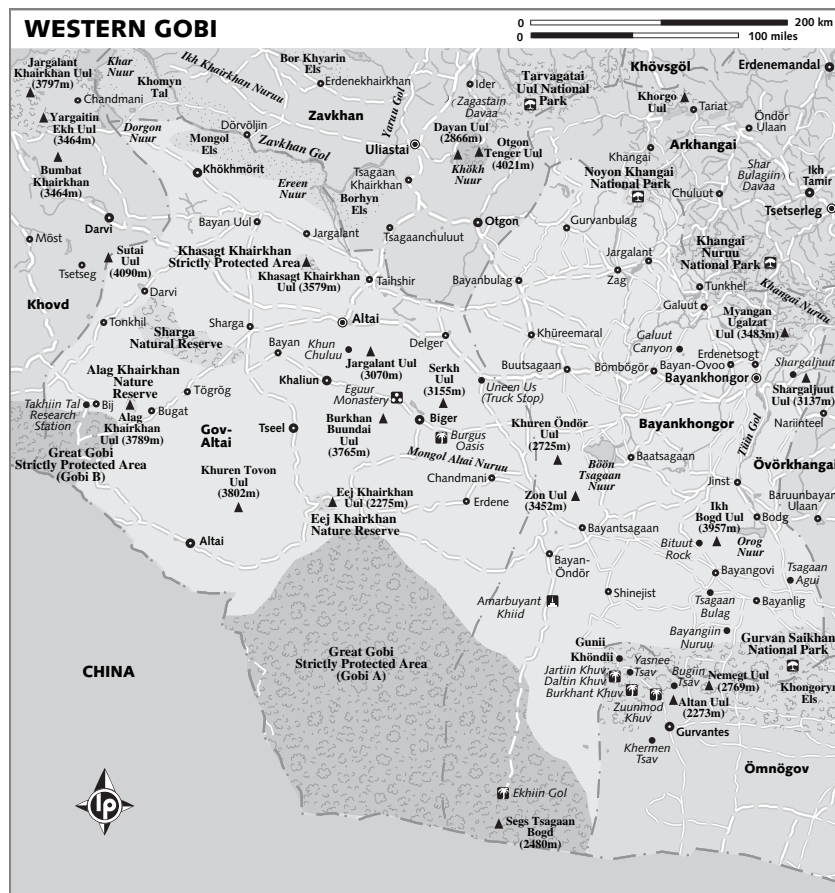 WESTERN GOBI
0
200 km
0
100 miles
Jargalant
Khairkhan Uul
(3797m)
Khar
Nuur
Khomyn
Tal
Chandmani
Yargaitin
Ekh Uul
(3464m)
Bumbat
Khairkhan
(3464m)
Dorgon
Nuur
Ikh Khairkhan Nuruu
Bor Khyarin
Els
Erdenekhairkhan
Zavkhan
Dörvöljin
Mongol
Els
Zavkhan Gol
Khökhmörit
Ereen
Nuur
Yaruu Gol
Uliastai
Tsagaan
Khairkhan
Borhyn
Els
Ider
Zagastain
Davaa
Dayan Uul
(2866m)
Otgon
Tenger Uul
(4021m)
Khökh
Nuur
Tarvagatai
Uul National
Park
Khövsgöl
Khorgo
Uul
Tariat
Erdenemandal
Öndör
Ulaan
Khangai
Arkhangai
Noyon Khangai
National Park
Chuluut
Shar
Bulagiin
Davaa
Ikh
Tamir
Tsetserleg
Darvi
Bayan Uul
Möst
Sutai
Uul
(4090m)
Tsetseg
Khasagt Khairkhan
Strictly Protected Area
Jargalant
Khasagt Khairkhan
Uul (3579m)
Tsagaanchuluut
Otgon
Gurvanbulag
Taihshir
Bayanbulag
Jargalant
Zag
Khangai
Nuruu
National Park
Tunkhel
Galuut
Khangai Nuruu
Myangan
Ugalzat
Uul (3483m)
Khovd
Darvi
Tonkhil
Sharga
Natural Reserve
Sharga
Altai
Khun
Chuluu
Bayan
Jargalant Uul
(3070m)
Delger
Khüreemaral
Galuut
Canyon
Erdenetsogt
Shargaljuut
Buutsagaan
Bömbögör
Bayan-Ovoo
Bayankhongor
Shargaljuut
Uul (3137m)
Alag Khairkhan
Nature
Reserve
Takhiin Tal
Research
Station
Bij
Bugat
Alag
Khairkhan
Uul (3789m)
Tögrög
Khaliun
Eguur
Monastery
Serkh
Uul
(3155m)
Uneen Us
(Truck Stop)
Burkhan
Buundai
Uul
(3765m)
Biger
Burgus
Oasis
Gov-
Altai
Tseel
Great Gobi
Strictly Protected Area
(Gobi B)
Khuren Tovon
Uul
(3802m)
Mongol Altai Nuruu
Chandmani
Erdene
Khuren Öndör
Uul
(2725m)
Zon Uul
(3452m)
Böön
Tsagaan
Nuur
Baatsagaan
Bayankhongor
Tüin Gol
Nariinteel
Övörkhangai
Jinst
Baruunbayan
Ulaan
Eej Khairkhan
Uul (2275m)
Eej Khairkhan
Nature Reserve
Altai
Bayantsagaan
Ikh
Bogd Uul
(3957m)
Bodg
Bituut
Rock
Orog
Nuur
Bayan-
Öndör
Bayangovi
Tsagaan
Agui
Shinejist
Tsagaan
Bulag
Bayanlig
Amarbuyant
Khiid
Bayangiin
Nuruu
Gurvan Saikhan
National Park
CHINA
Great Gobi
Strictly Protected Area
(Gobi A)
Gunii
Khöndii
Jartiin Khuv
Daltin Khuv
Burkhant Khuv
Yasnee
Tsav
Bugiin
Tsav
Nemegt Uul
(2769m)
Khongoryn
Els
Zuunmod
Khuv
Altan Uul
(2273m)
Gurvantes
Khermen
Tsav
Ömnögov
Ekhiin Gol
Segs Tsagaan
Bogd
(2480m)
lp